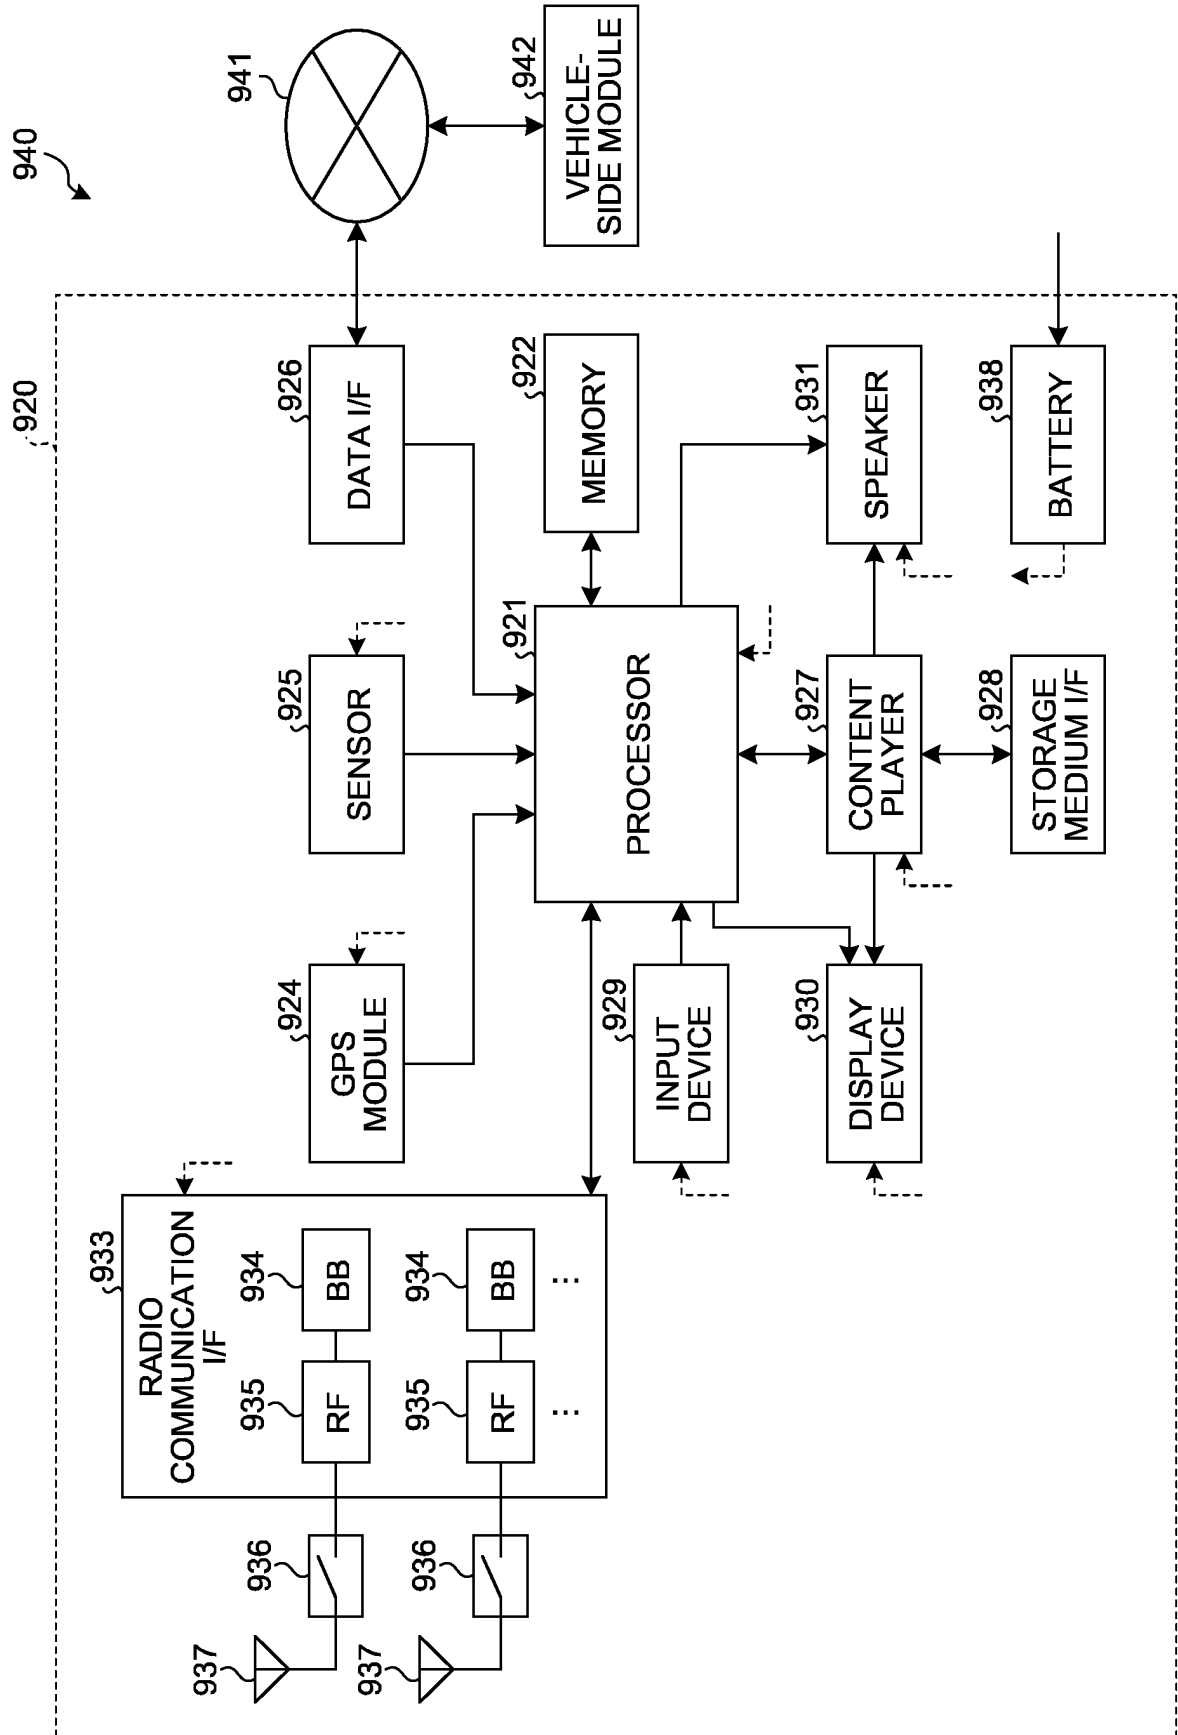 940
920
933
RADIO
COMMUNICATION
I/F
937
936
935
RF
934
BB
937
936
935
RF
...
934
BB
...
924
GPS
MODULE
925
SENSOR
926
DATA I/F
941
921
PROCESSOR
922
MEMORY
942
VEHICLE-
SIDE MODULE
929
INPUT
DEVICE
930
DISPLAY
DEVICE
927
CONTENT
PLAYER
931
SPEAKER
928
STORAGE
MEDIUM I/F
938
BATTERY